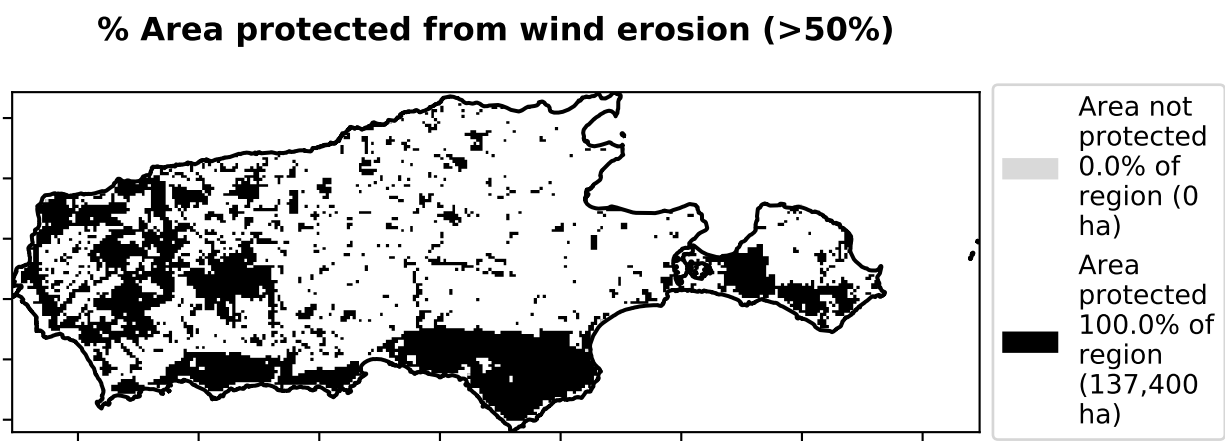 % Area protected from wind erosion (>50%)
Area not
protected
0.0% of
region (0
ha)
Area
protected
100.0% of
region
(137,400
ha)